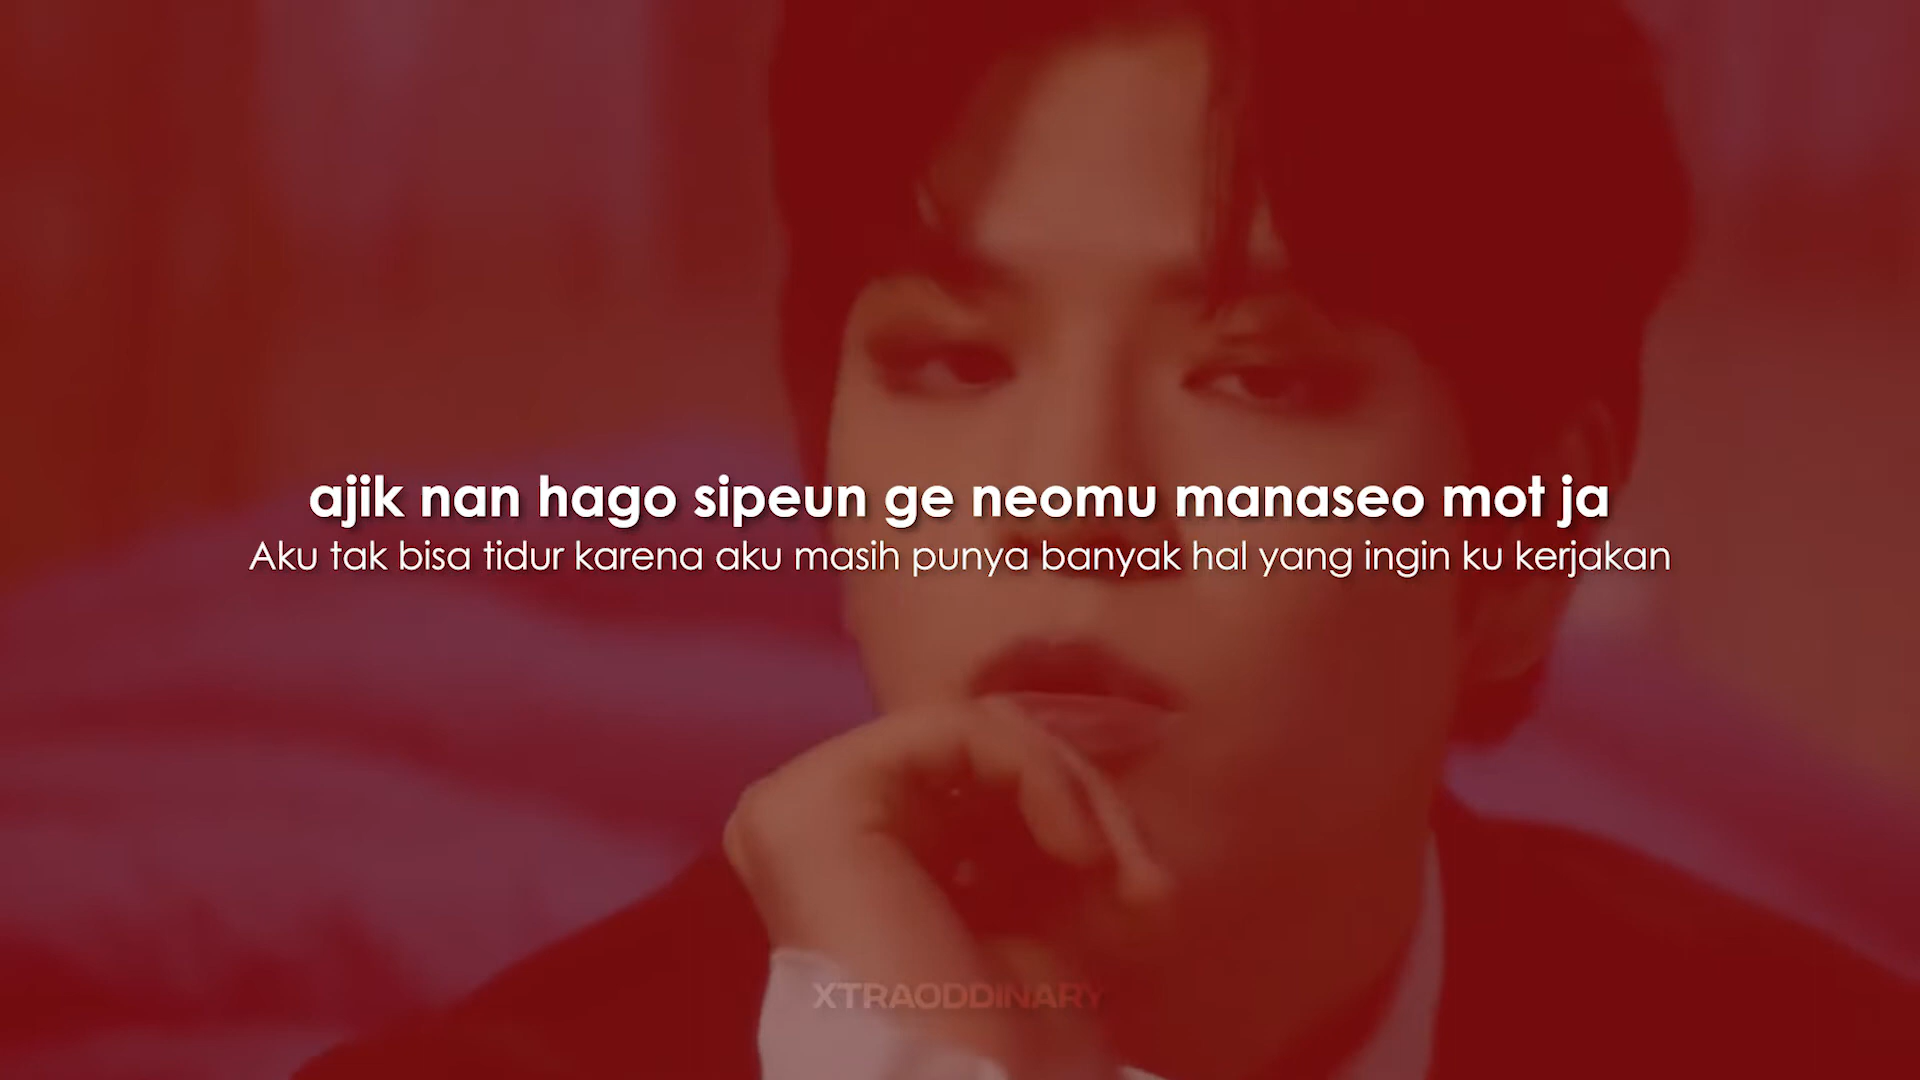 ajik nan hago sipeun ge neomu manaseo mot ja
Aku tak bisa tidur karena aku masih punya banyak hal yang ingin ku kerjakan
XTRAODDINARY